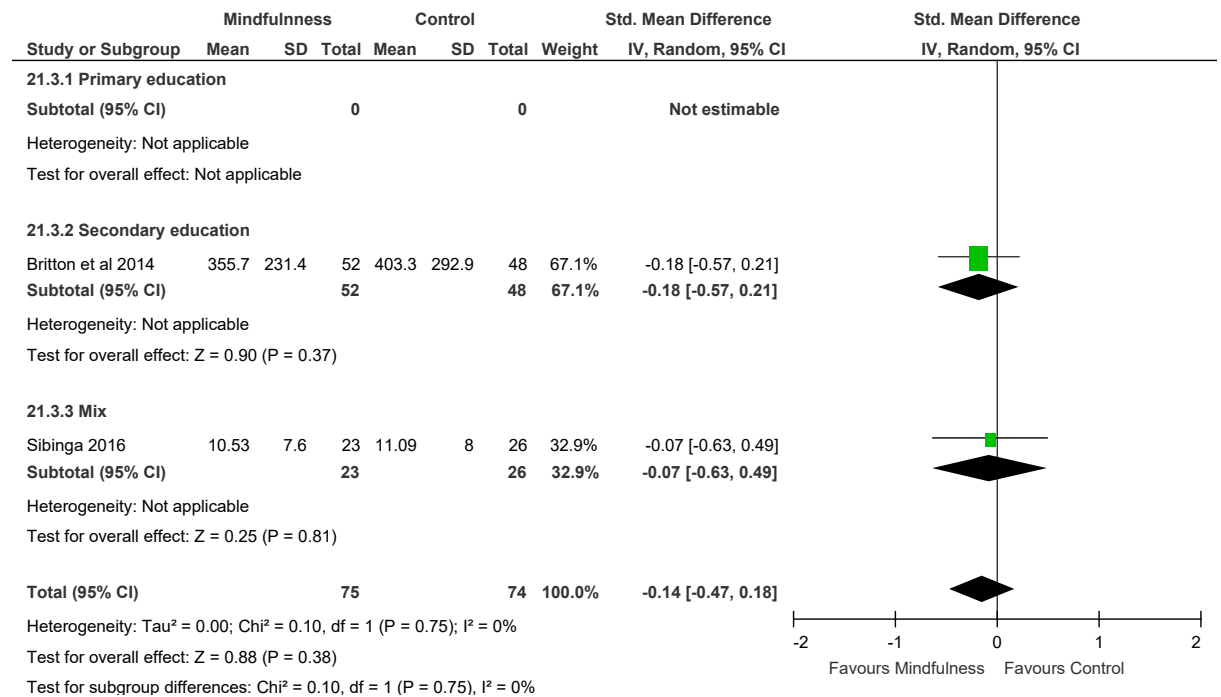 Mindfulnness Control Std. Mean Difference Std. Mean Difference
Study or Subgroup Mean SD Total Mean SD Total Weight IV, Random, 95% CI IV, Random, 95% CI
21.3.1 Primary education
Subtotal (95% CI) 0 0 Not estimable
Heterogeneity: Not applicable
Test for overall effect: Not applicable
21.3.2 Secondary education
Britton et al 2014 355.7 231.4 52 403.3 292.9 48 67.1% -0.18 [-0.57, 0.21]
Subtotal (95% CI) 52 48 67.1% -0.18 [-0.57, 0.21]
Heterogeneity: Not applicable
Test for overall effect: Z = 0.90 (P = 0.37)
21.3.3 Mix
Sibinga 2016 10.53 7.6 23 11.09 8 26 32.9% -0.07 [-0.63, 0.49]
Subtotal (95% CI) 23 26 32.9% -0.07 [-0.63, 0.49]
Heterogeneity: Not applicable
Test for overall effect: Z = 0.25 (P = 0.81)
Total (95% CI) 75 74 100.0% -0.14 [-0.47, 0.18]
Heterogeneity: Tau² = 0.00; Chi² = 0.10, df = 1 (P = 0.75); I² = 0%
Test for overall effect: Z = 0.88 (P = 0.38)
Test for subgroup differences: Chi² = 0.10, df = 1 (P = 0.75), I² = 0%
-2 -1 0 1 2
Favours Mindfulness Favours Control